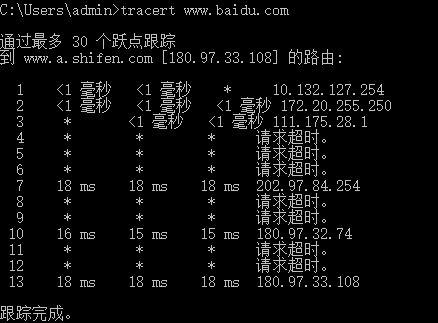 C:\Users\admin>tracert www.baidu.com
通过最多 30 个跃点跟踪
到 www.a.shifen.com [180.97.33.108] 的路由:
1 <1 毫秒 <1 毫秒 * 10.132.127.254
2 <1 毫秒 <1 毫秒 <1 毫秒 172.20.255.250
3 * <1 毫秒 <1 毫秒 111.175.28.1
4 * * * 请求超时。
5 * * * 请求超时。
6 * * * 请求超时。
7 18 ms 18 ms 18 ms 202.97.84.254
8 * * * 请求超时。
9 * * * 请求超时。
10 16 ms 15 ms 15 ms 180.97.32.74
11 * * * 请求超时。
12 * * * 请求超时。
13 18 ms 18 ms 18 ms 180.97.33.108
跟踪完成。